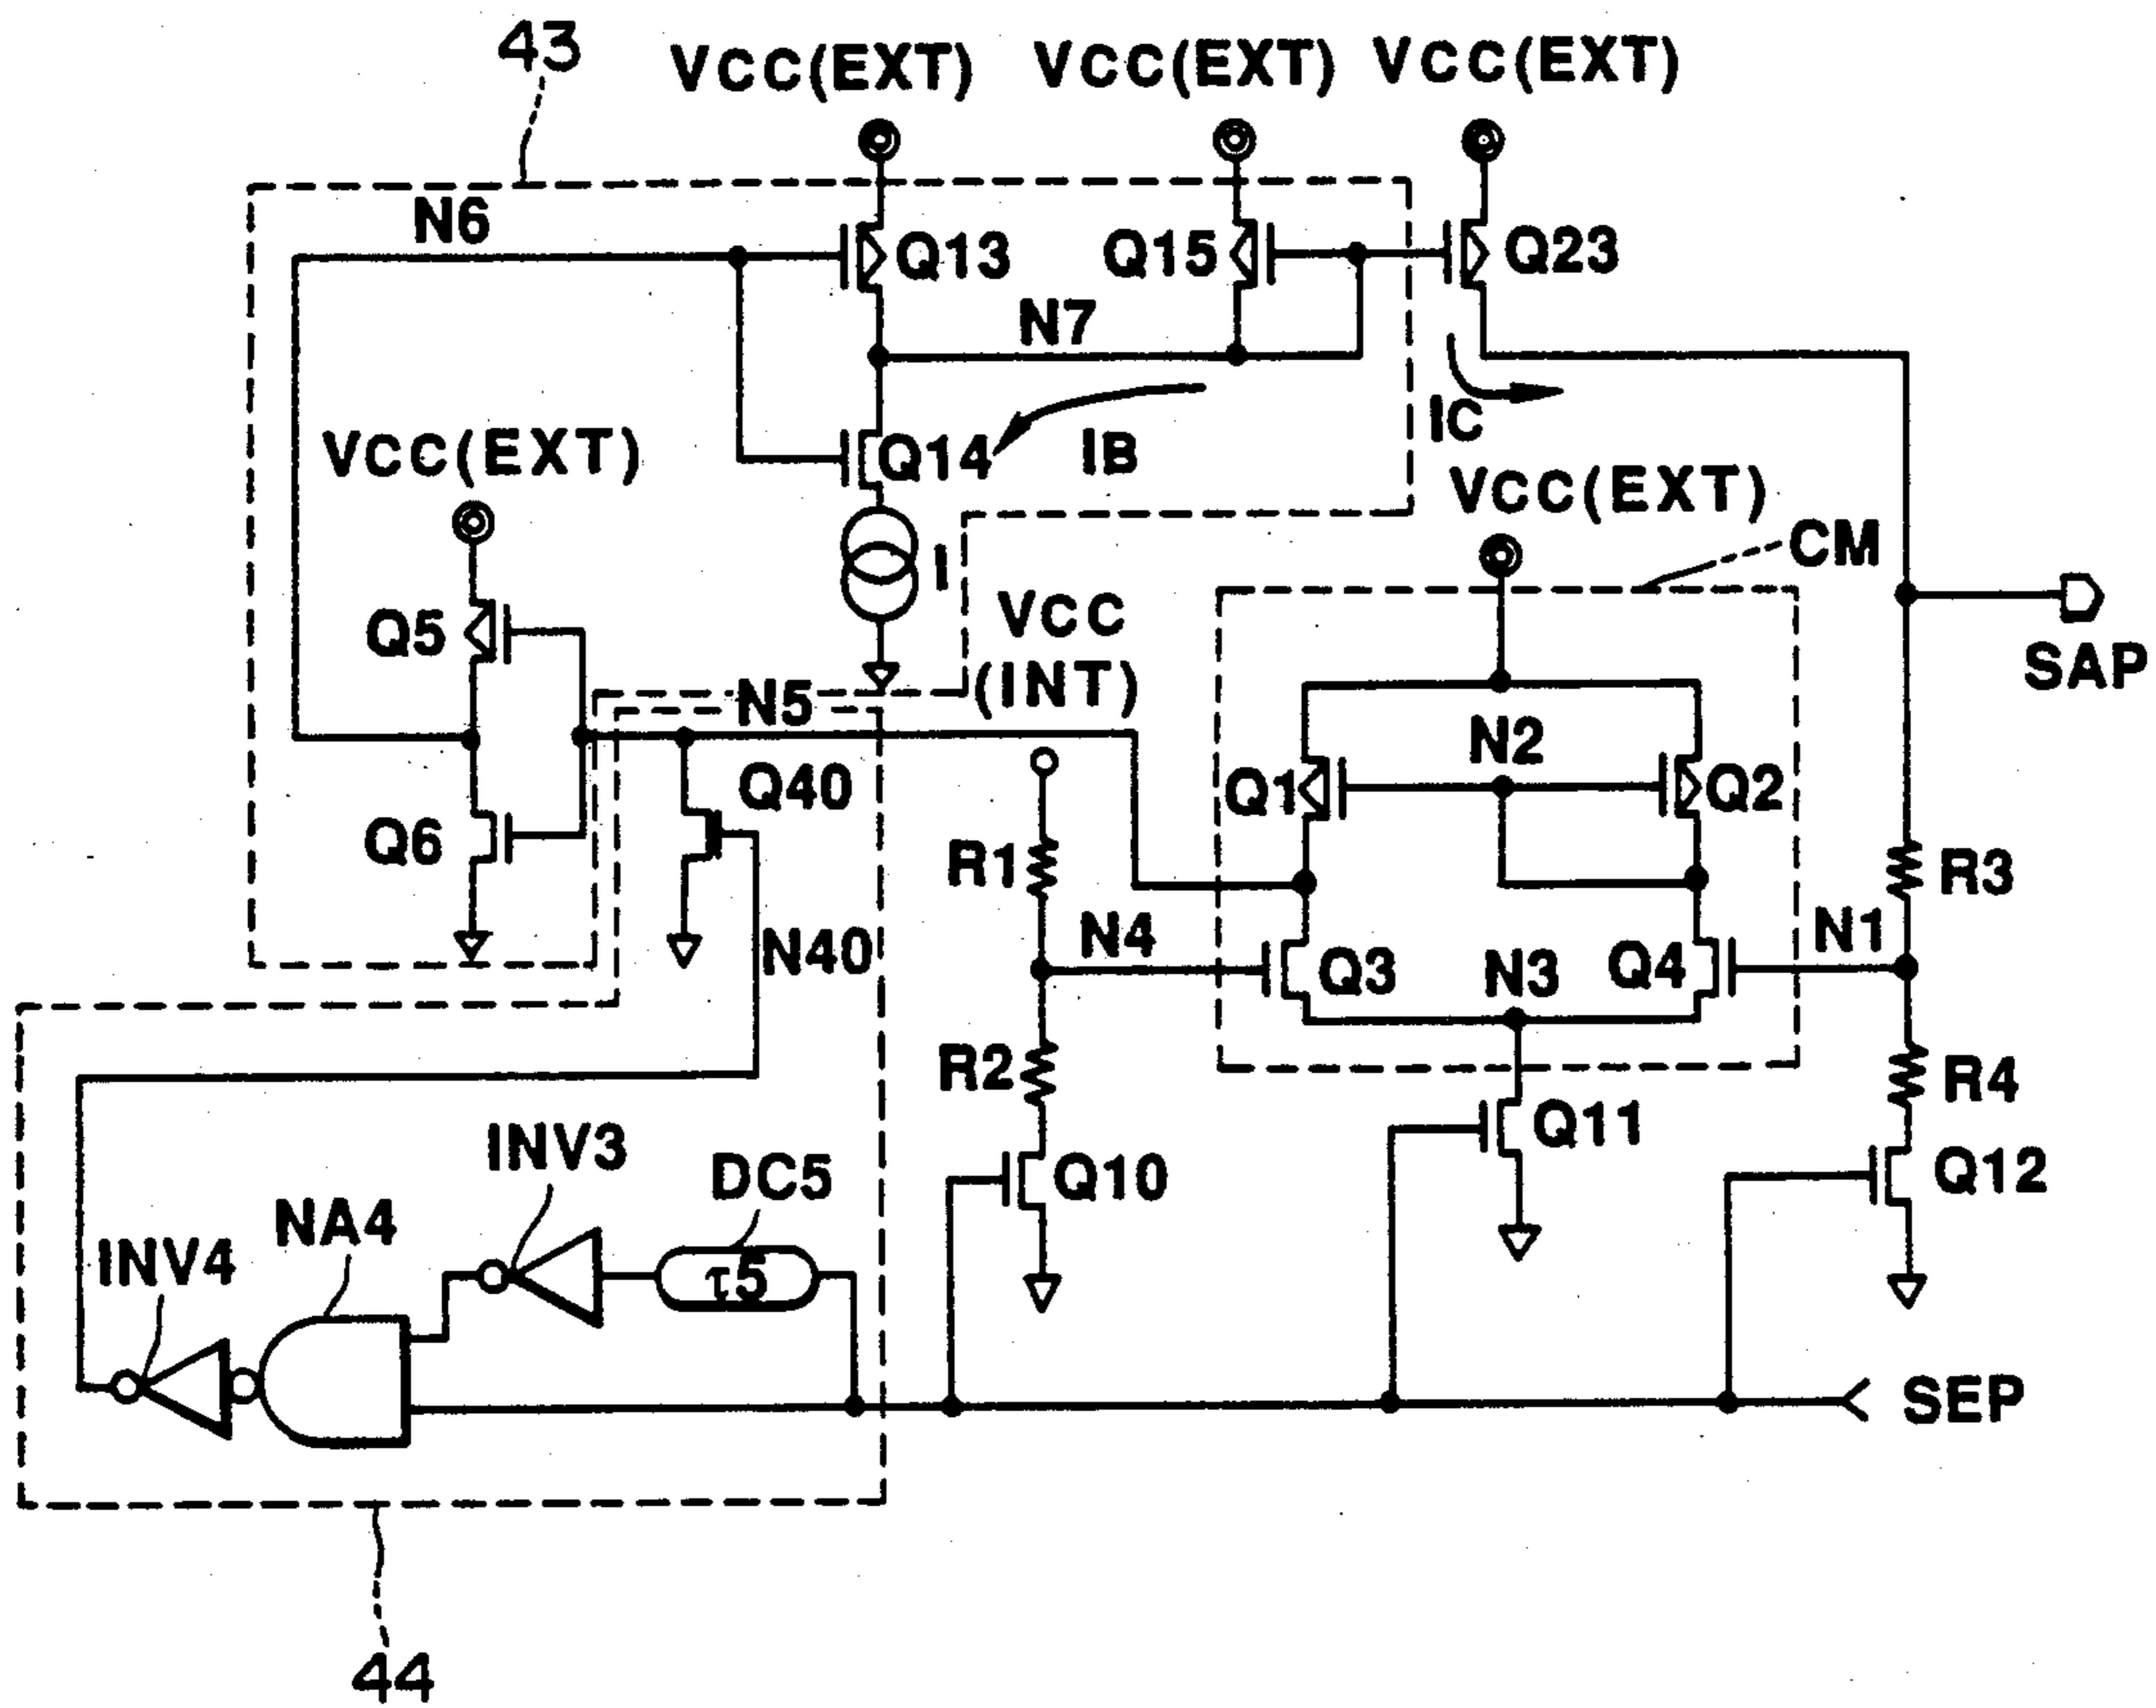 43
VCC(EXT) VCC(EXT) VCC(EXT)
N6
Q13 Q15 Q23
N7
IC
VCC(EXT) Q14 IB
VCC(EXT)
CM
I
Q5
VCC
(INT)
SAP
N5
N2
Q40
Q1 Q2
Q6
R1 R3
N40 N4 Q3 N3 Q4 N1
R2 R4
INV3 DC5 Q10 Q11 Q12
NA4
INV4 τ5
SEP
44